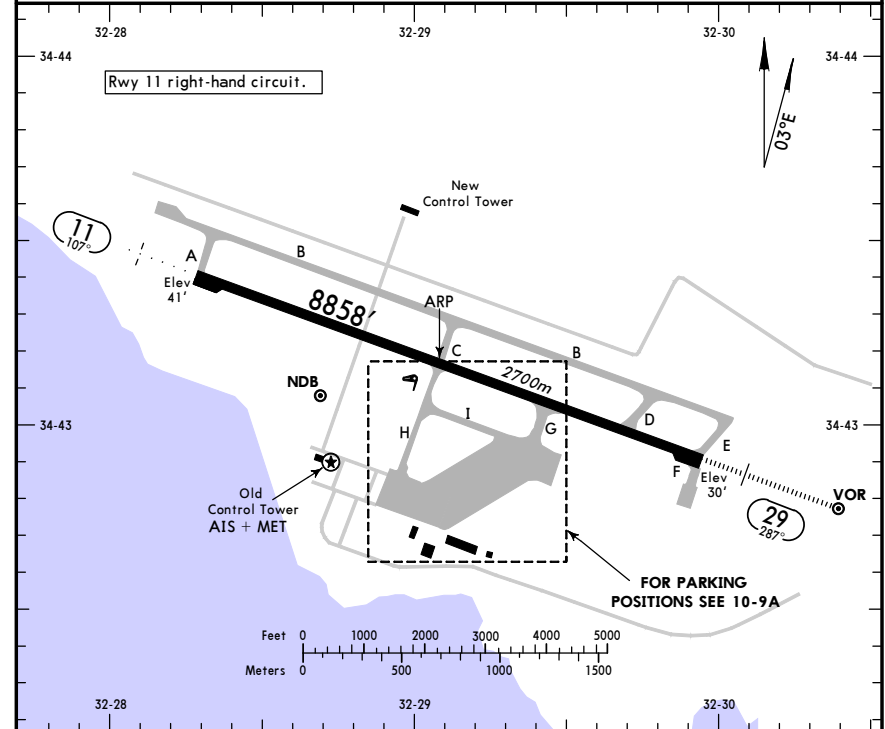 32-28
32-29
32-30
34-44
34-44
Rwy 11 right-hand circuit.
03°E
New
Control Tower
11
107°
A
B
Elev
41'
8858'
ARP
C
B
2700m
NDB
34-43
34-43
I
H
G
D
E
F
Elev
30'
VOR
29
287°
Old
Control Tower
AIS + MET
FOR PARKING
POSITIONS SEE 10-9A
Feet 0 1000 2000 3000 4000 5000
Meters 0 500 1000 1500
32-28
32-29
32-30